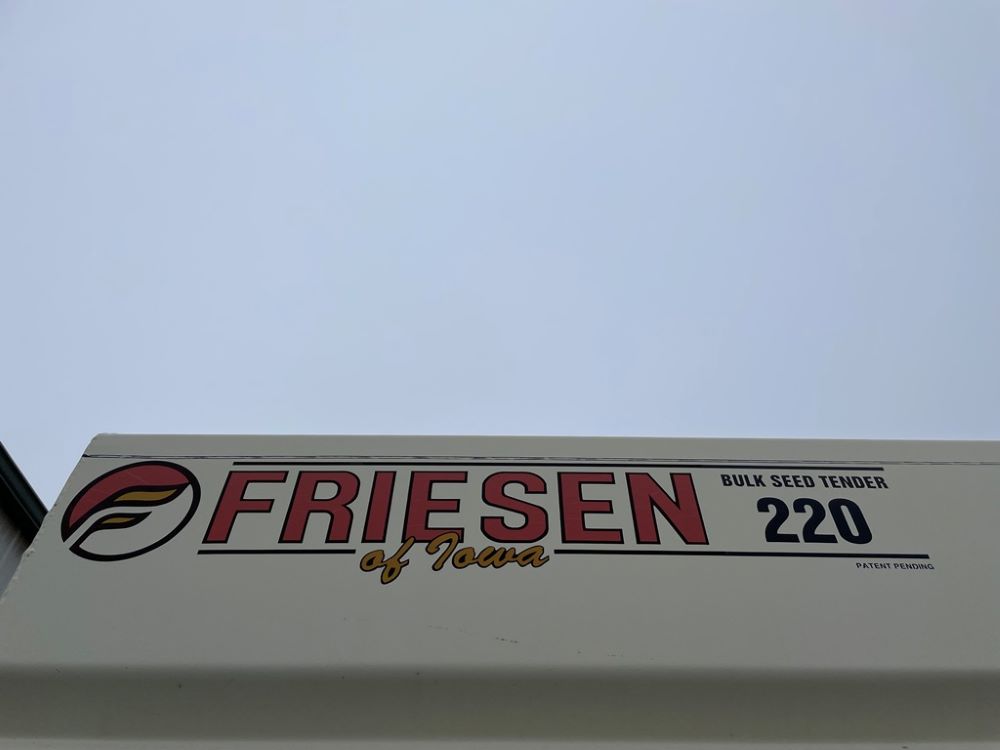 FRIESEN
of Iowa
BULK SEED TENDER
220
PATENT PENDING